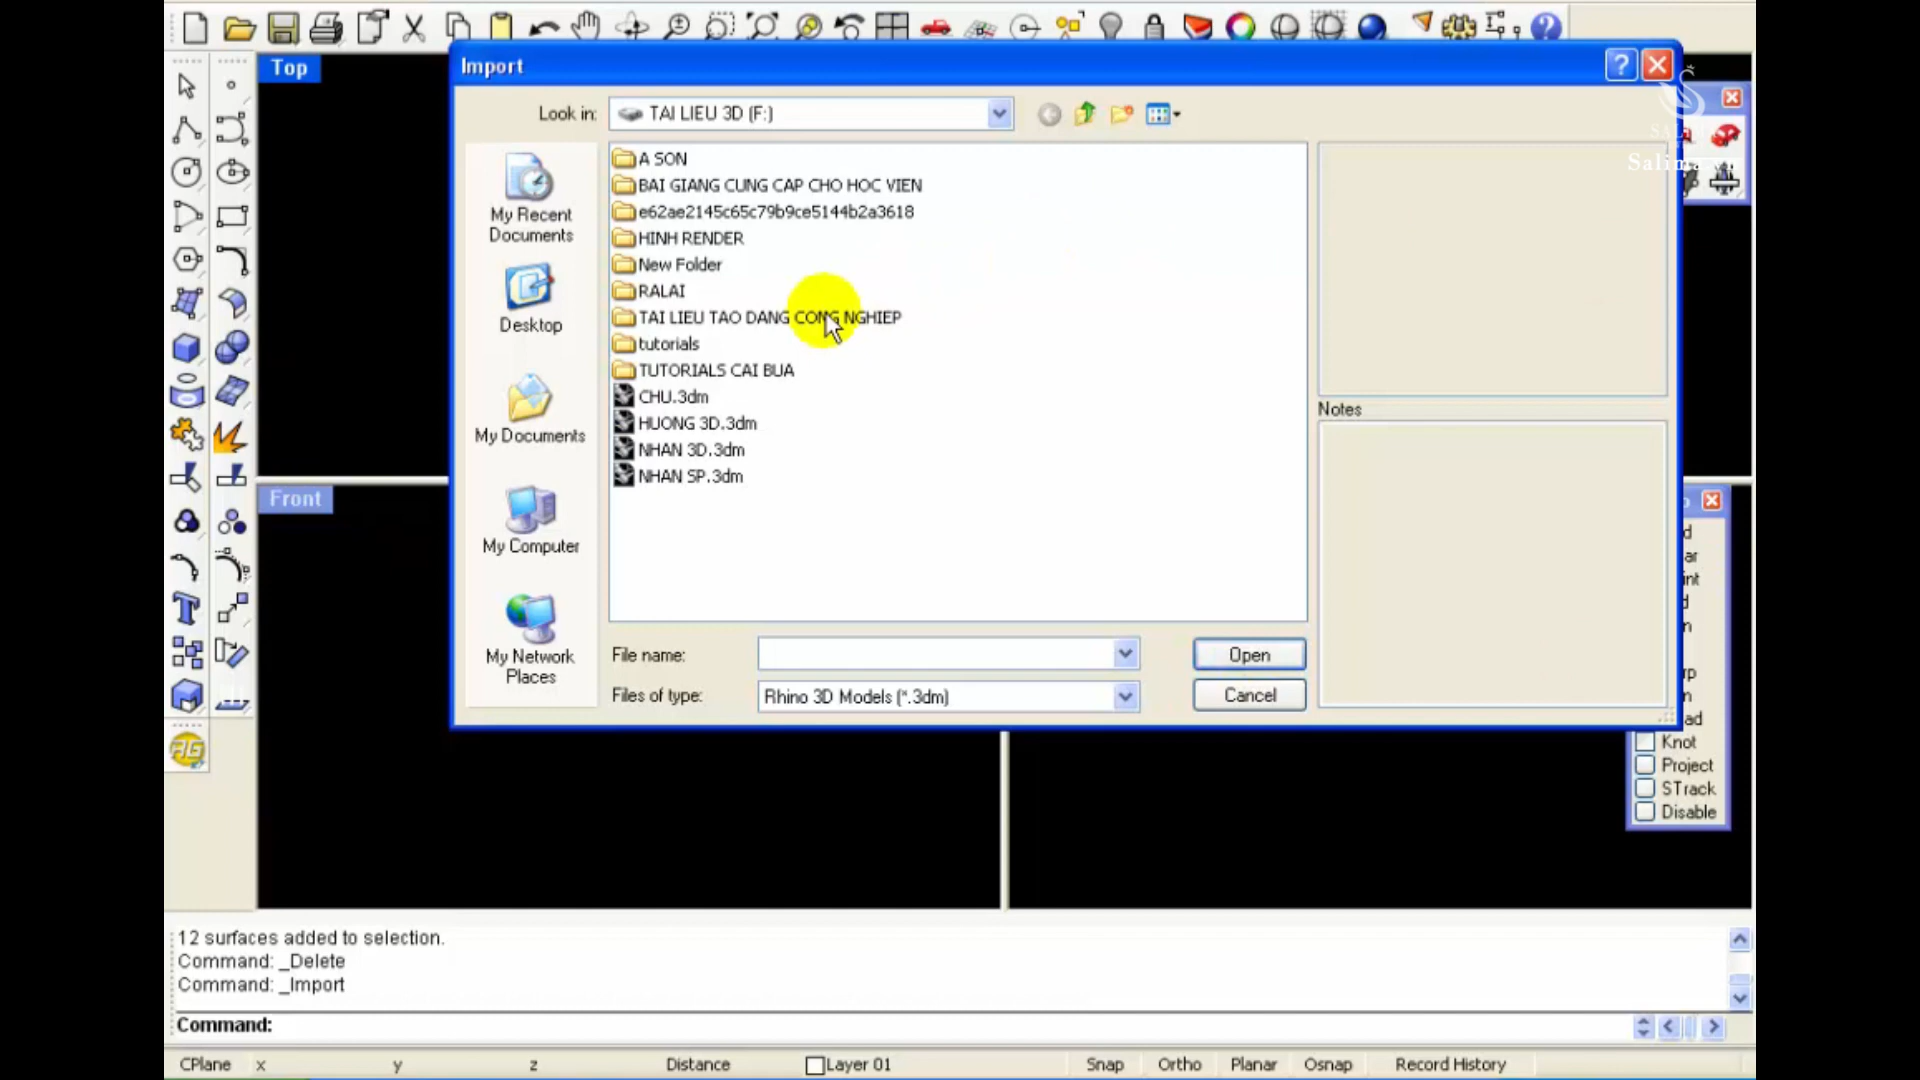 Top
Import
Look in:
TAI LIEU 3D (F:)
My Recent
Documents
Desktop
My Documents
My Computer
My Network
Places
A SON
BAI GIANG CUNG CAP CHO HOC VIEN
e62ae2145c65c79b9ce5144b2a3618
HINH RENDER
New Folder
RALAI
TAI LIEU TAO DANG CONG NGHIEP
tutorials
TUTORIALS CAI BUA
CHU.3dm
HUONG 3D.3dm
NHAN 3D.3dm
NHAN SP.3dm
Notes
File name:
Open
Files of type:
Rhino 3D Models (*.3dm)
Cancel
Front
Knot
Project
STrack
Disable
12 surfaces added to selection.
Command: _Delete
Command: _Import
Command:
CPlane x y z Distance Layer 01 Snap Ortho Planar Osnap Record History